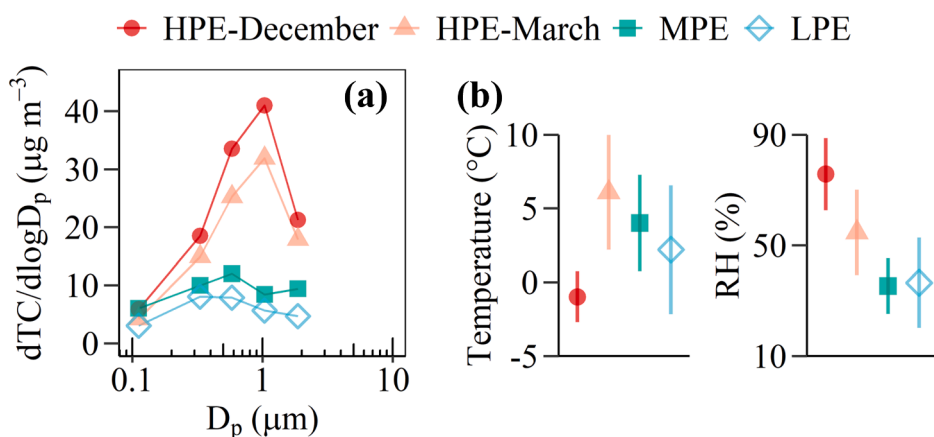 HPE-December HPE-March MPE LPE
(a)
dTC/dlogDₚ (μg m⁻³)
40
30
20
10
0
0.1 1 10
Dₚ (μm)
(b)
Temperature (°C)
10
5
0
-5
RH (%)
90
50
10